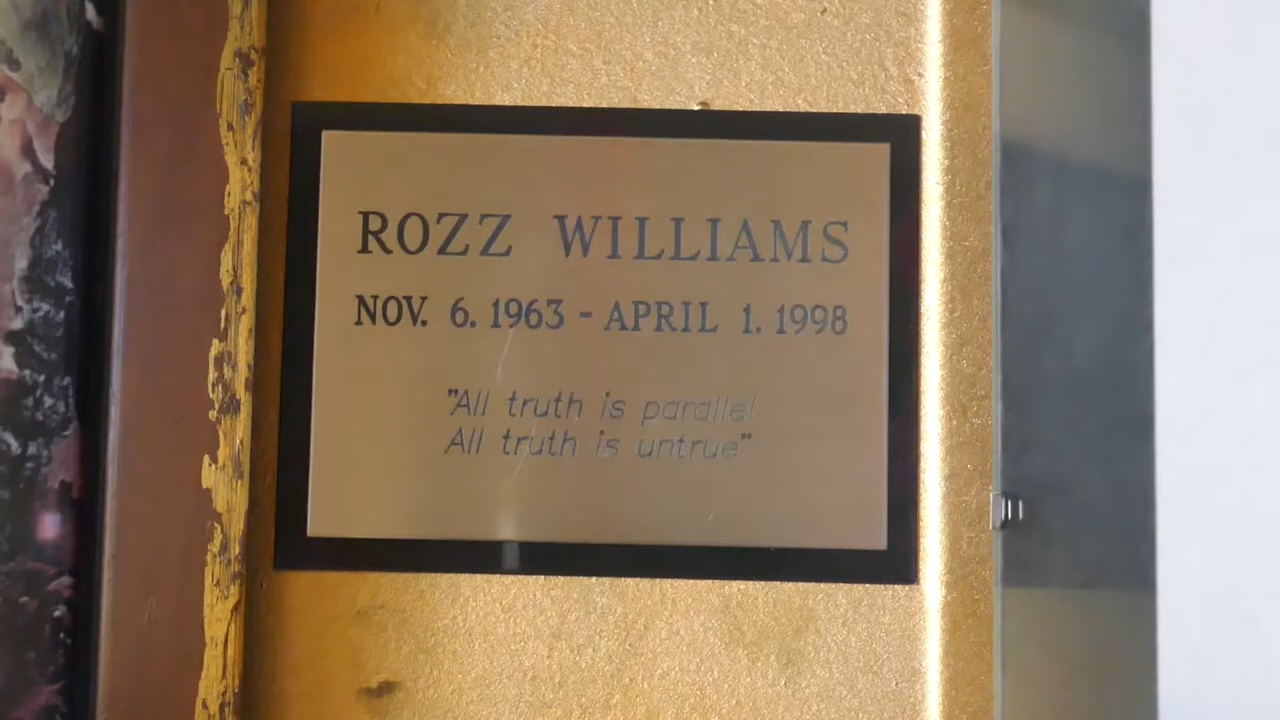 ROZZ WILLIAMS
NOV. 6. 1963 - APRIL 1. 1998
"All truth is parallel
All truth is untrue"